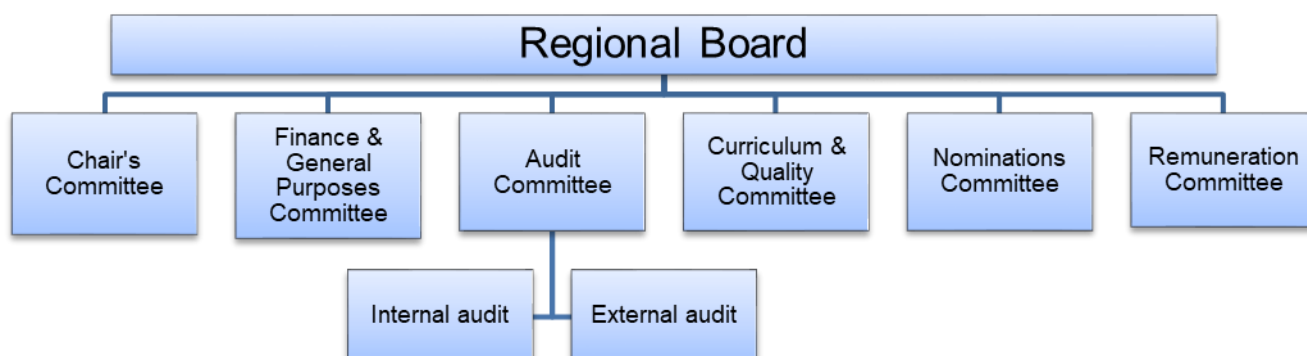 Regional Board
Chair's
Committee
Finance &
General
Purposes
Committee
Audit
Committee
Curriculum &
Quality
Committee
Nominations
Committee
Remuneration
Committee
Internal audit
External audit